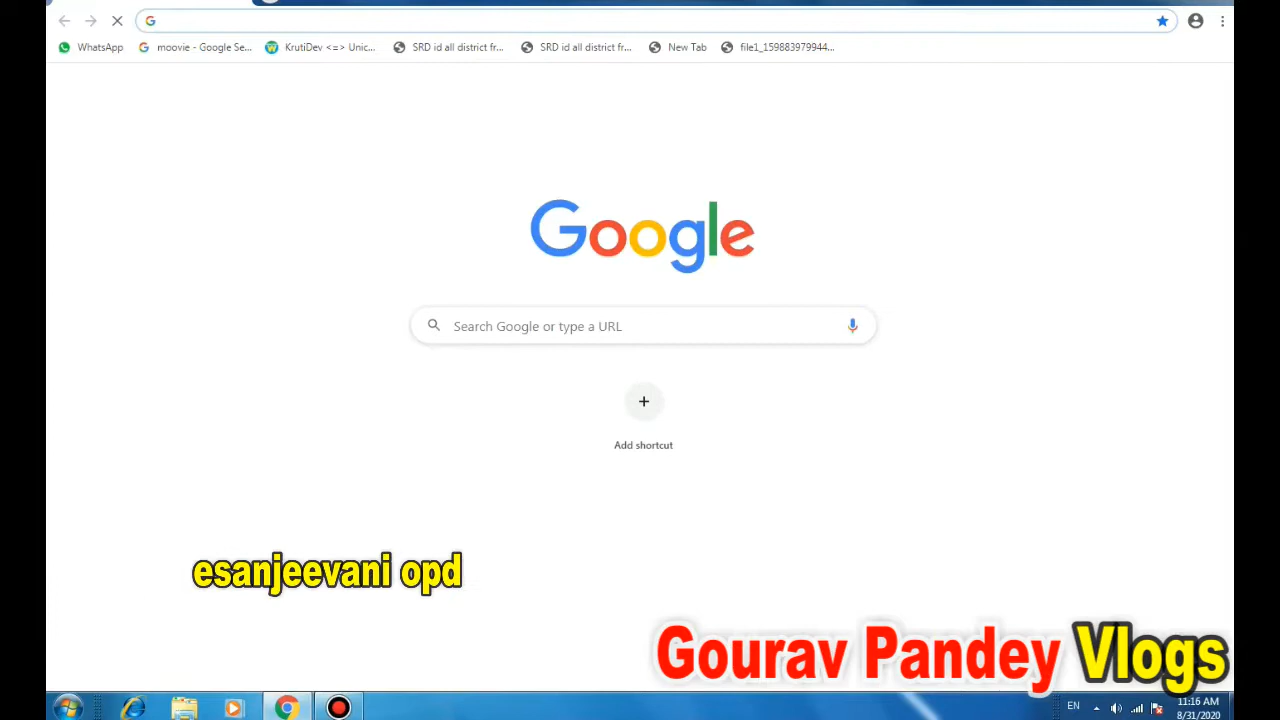 WhatsApp
moovie - Google Se...
KrutiDev <=> Unic...
SRD id all district fr...
SRD id all district fr...
New Tab
file1_159883979944...
Google
Search Google or type a URL
+
Add shortcut
esanjeevani opd
Gourav Pandey Vlogs
EN
11:16 AM
8/31/2020